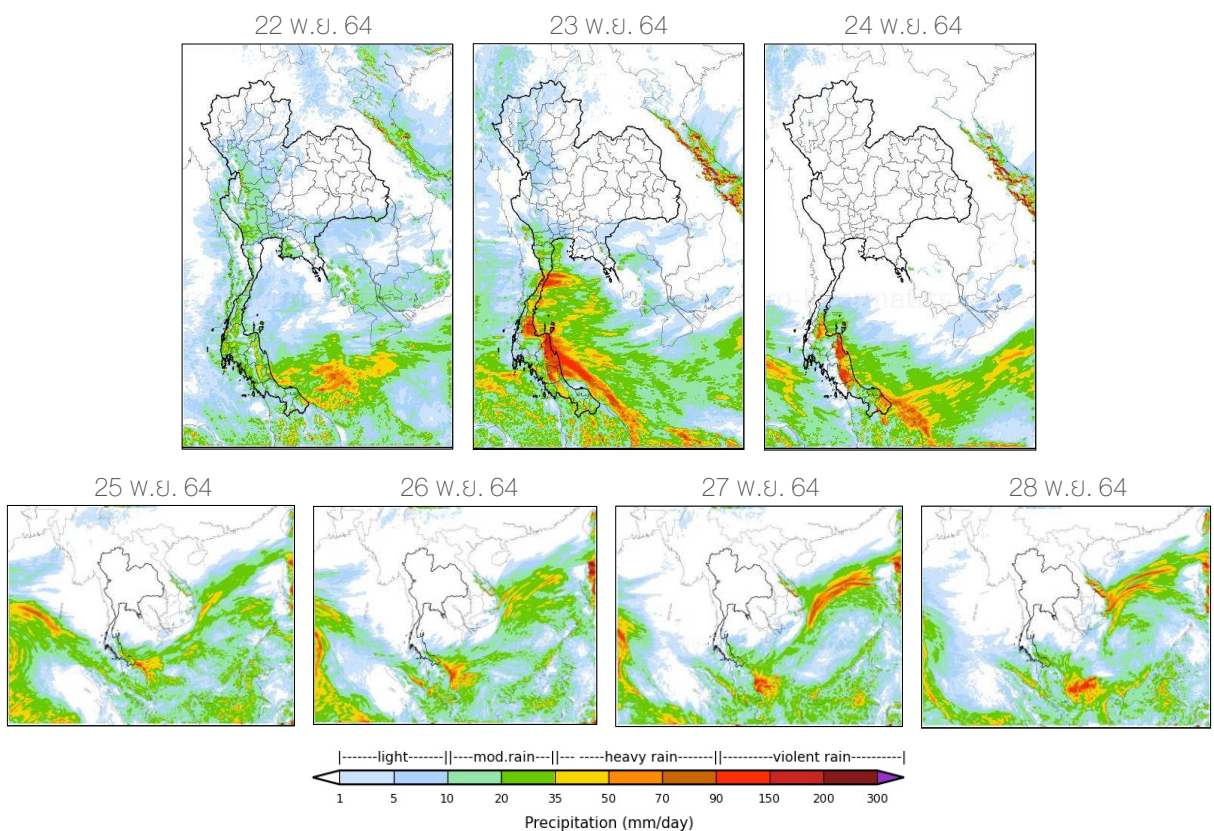 22 พ.ย. 64
23 พ.ย. 64
24 พ.ย. 64
25 พ.ย. 64
26 พ.ย. 64
27 พ.ย. 64
28 พ.ย. 64
|------light-------||----mod.rain---||--- ----heavy rain-------||---------violent rain---------|
1 5 10 20 35 50 70 90 150 200 300
Precipitation (mm/day)